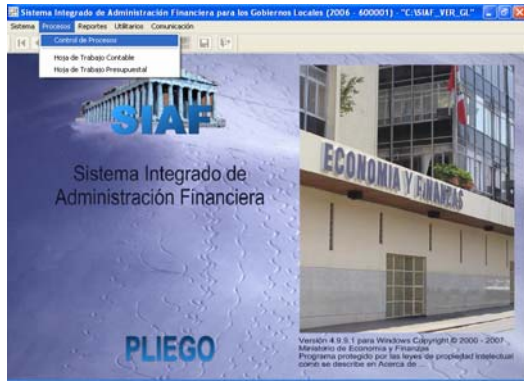 Sistema Integrado de Administración Financiera para los Gobiernos Locales (2006 - 600001) - "C:\SIAF_VER_GL"
Sistema Procesos Reportes Utilitarios Comunicación
Control de Procesos
Hoja de Trabajo Contable
Hoja de Trabajo Presupuestal
SIAF
Sistema Integrado de
Administración Financiera
ECONOMIA Y FINANZAS
PLIEGO
Versión 4.9.9.1 para Windows Copyright © 2000 - 2007
Ministerio de Economía y Finanzas
Programa protegido por las leyes de propiedad intelectual
como se describe en Acerca de ...